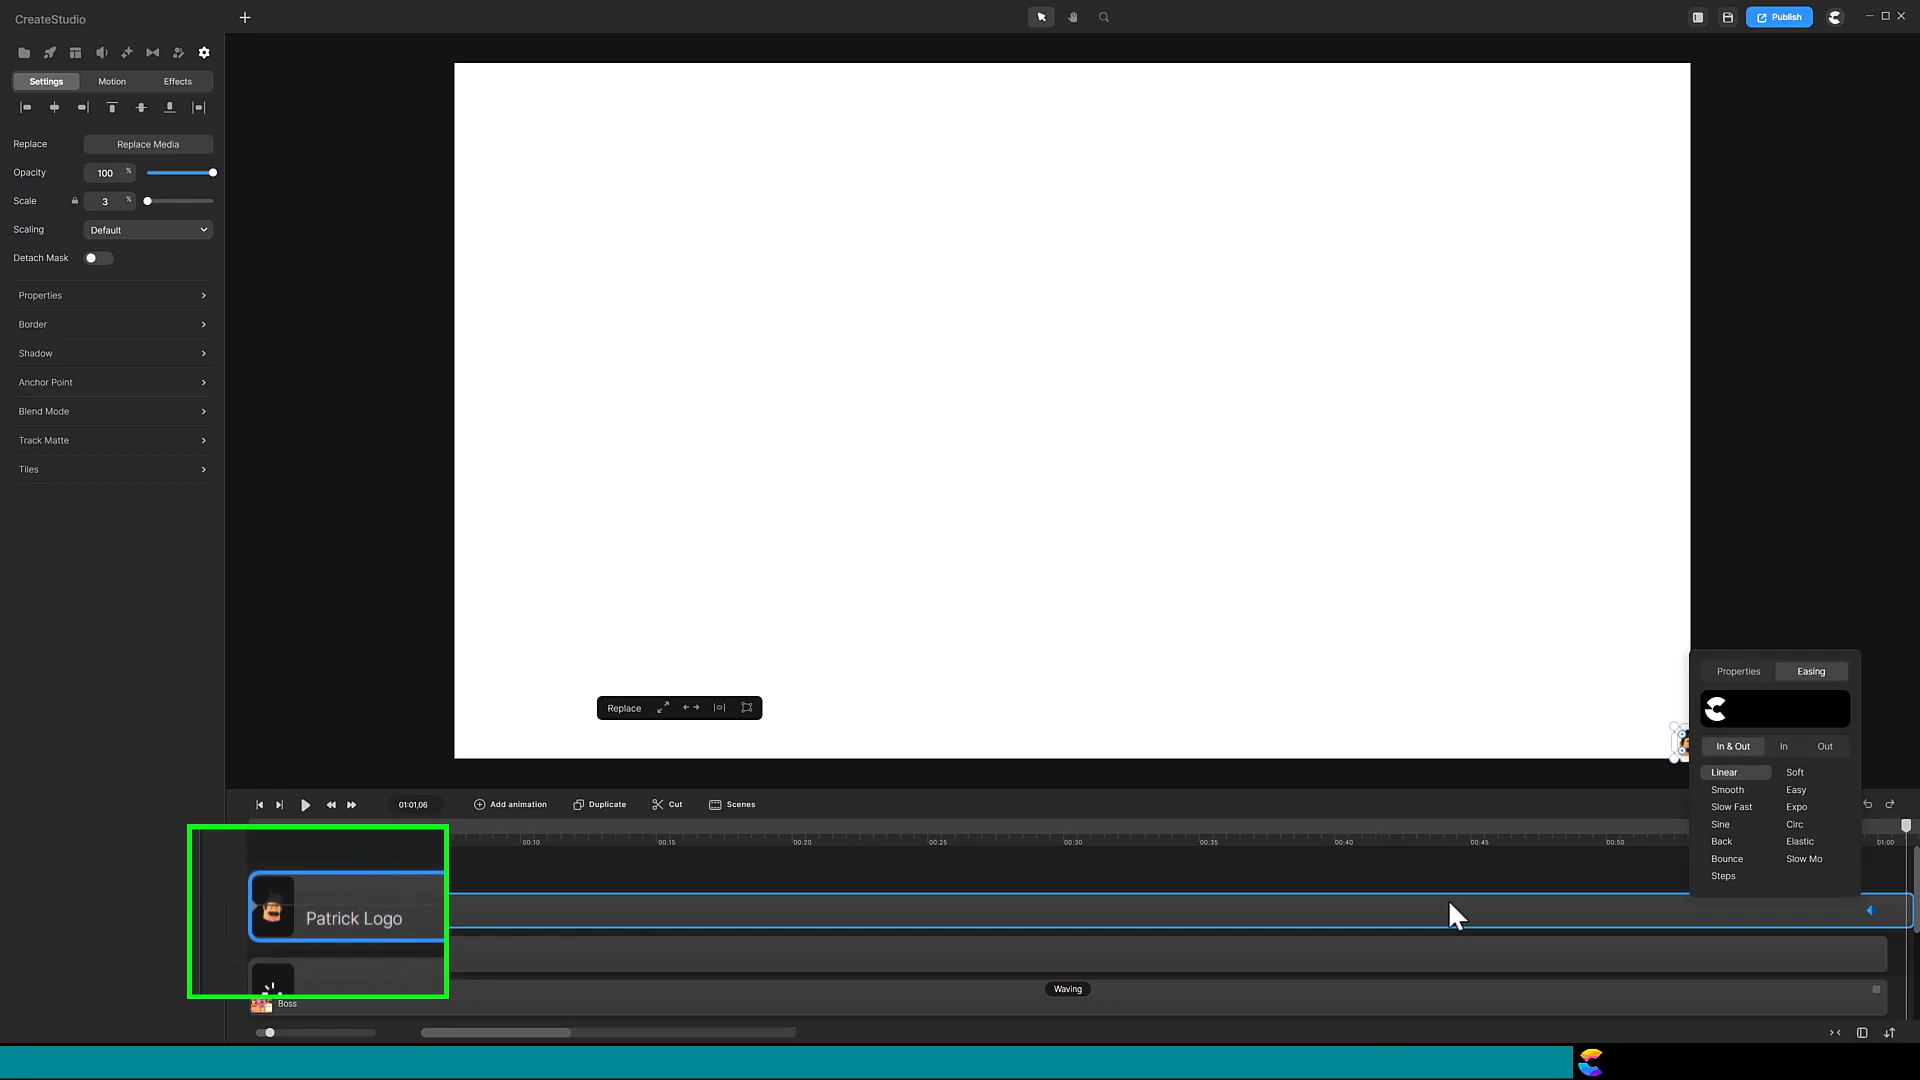 CreateStudio
Publish
Settings Motion Effects
Replace Replace Media
Opacity 100 %
Scale 3 %
Scaling Default
Detach Mask
Properties
Border
Shadow
Anchor Point
Blend Mode
Track Matte
Tiles
Replace
Properties Easing
In & Out In Out
Linear Soft
Smooth Easy
Slow Fast Expo
Sine Circ
Back Elastic
Bounce Slow Mo
Steps
01:01,06 Add animation Duplicate Cut Scenes
00:10 00:15 00:20 00:25 00:30 00:35 00:40 00:45 00:50 01:00
Patrick Logo
Waving
Boss